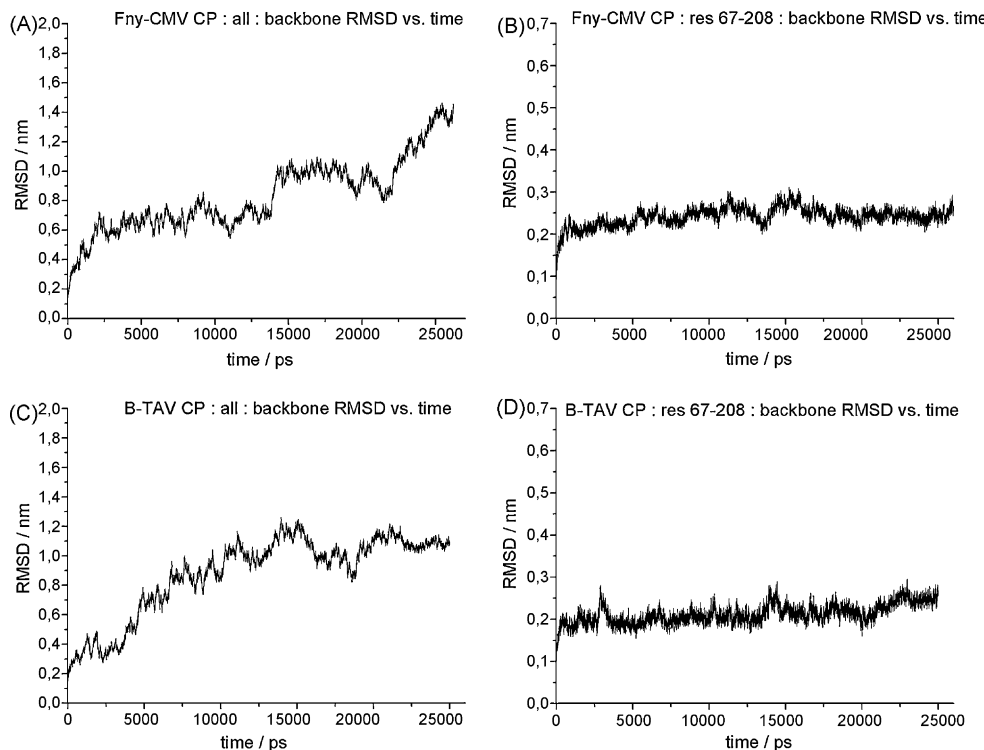 (A) Fny-CMV CP : all : backbone RMSD vs. time
2,0
1,8
1,6
1,4
1,2
1,0
0,8
0,6
0,4
0,2
0,0
RMSD / nm
0 5000 10000 15000 20000 25000
time / ps
(B) Fny-CMV CP : res 67-208 : backbone RMSD vs. time
0,7
0,6
0,5
0,4
0,3
0,2
0,1
0,0
RMSD / nm
0 5000 10000 15000 20000 25000
time / ps
(C) B-TAV CP : all : backbone RMSD vs. time
2,0
1,8
1,6
1,4
1,2
1,0
0,8
0,6
0,4
0,2
0,0
RMSD / nm
0 5000 10000 15000 20000 25000
time / ps
(D) B-TAV CP : res 67-208 : backbone RMSD vs. time
0,7
0,6
0,5
0,4
0,3
0,2
0,1
0,0
RMSD / nm
0 5000 10000 15000 20000 25000
time / ps